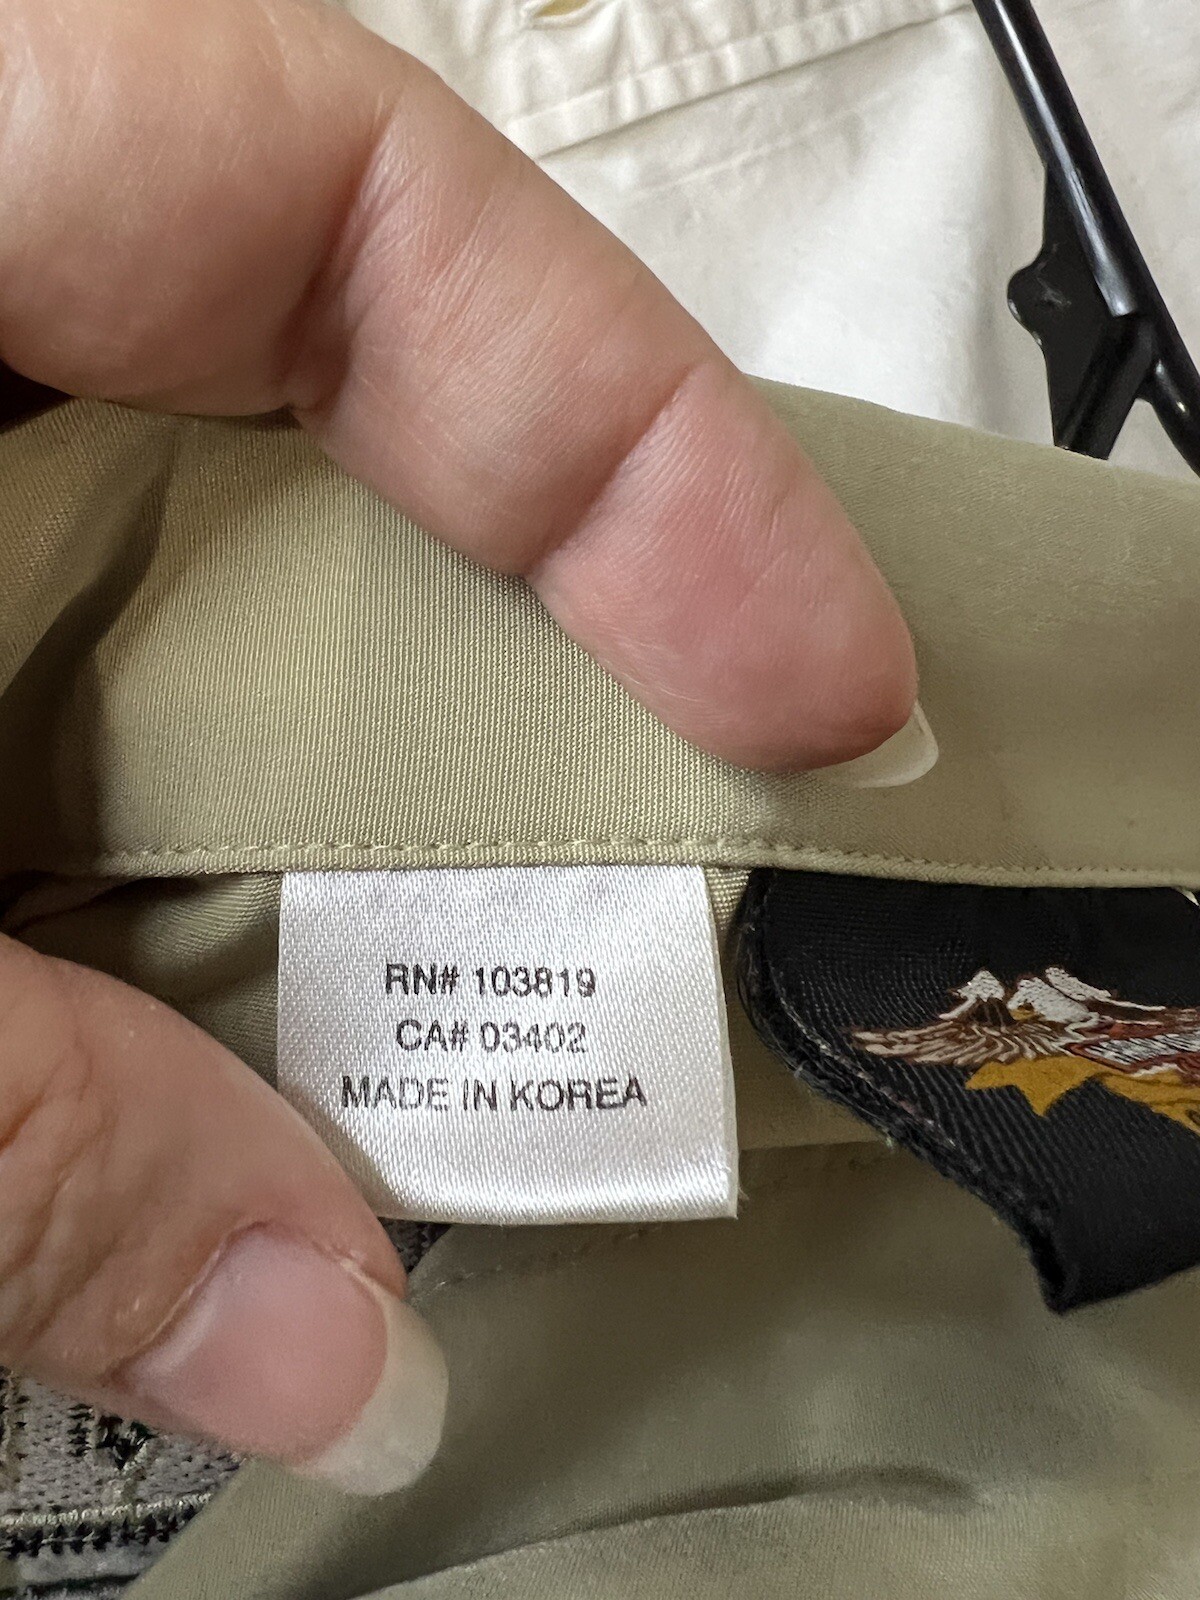 RN# 103819
CA# 03402
MADE IN KOREA